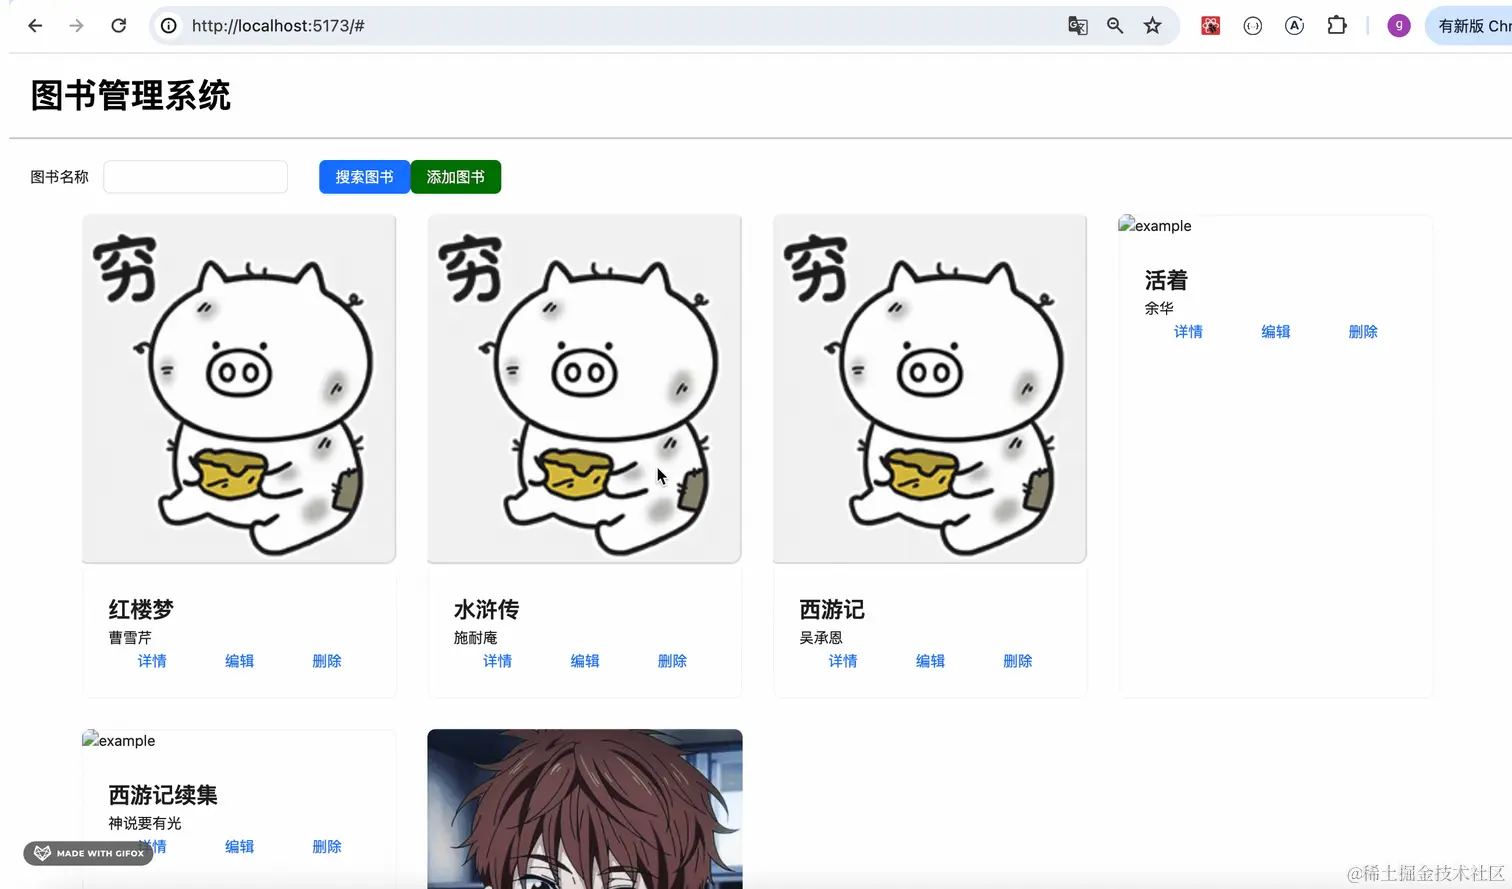 http://localhost:5173/#
g
有新版 Chr
图书管理系统
图书名称
搜索图书
添加图书
穷
穷
穷
example
活着
余华
详情 编辑 删除
红楼梦
曹雪芹
详情 编辑 删除
水浒传
施耐庵
详情 编辑 删除
西游记
吴承恩
详情 编辑 删除
example
西游记续集
神说要有光
详情 编辑 删除
MADE WITH GIFOX
@稀土掘金技术社区